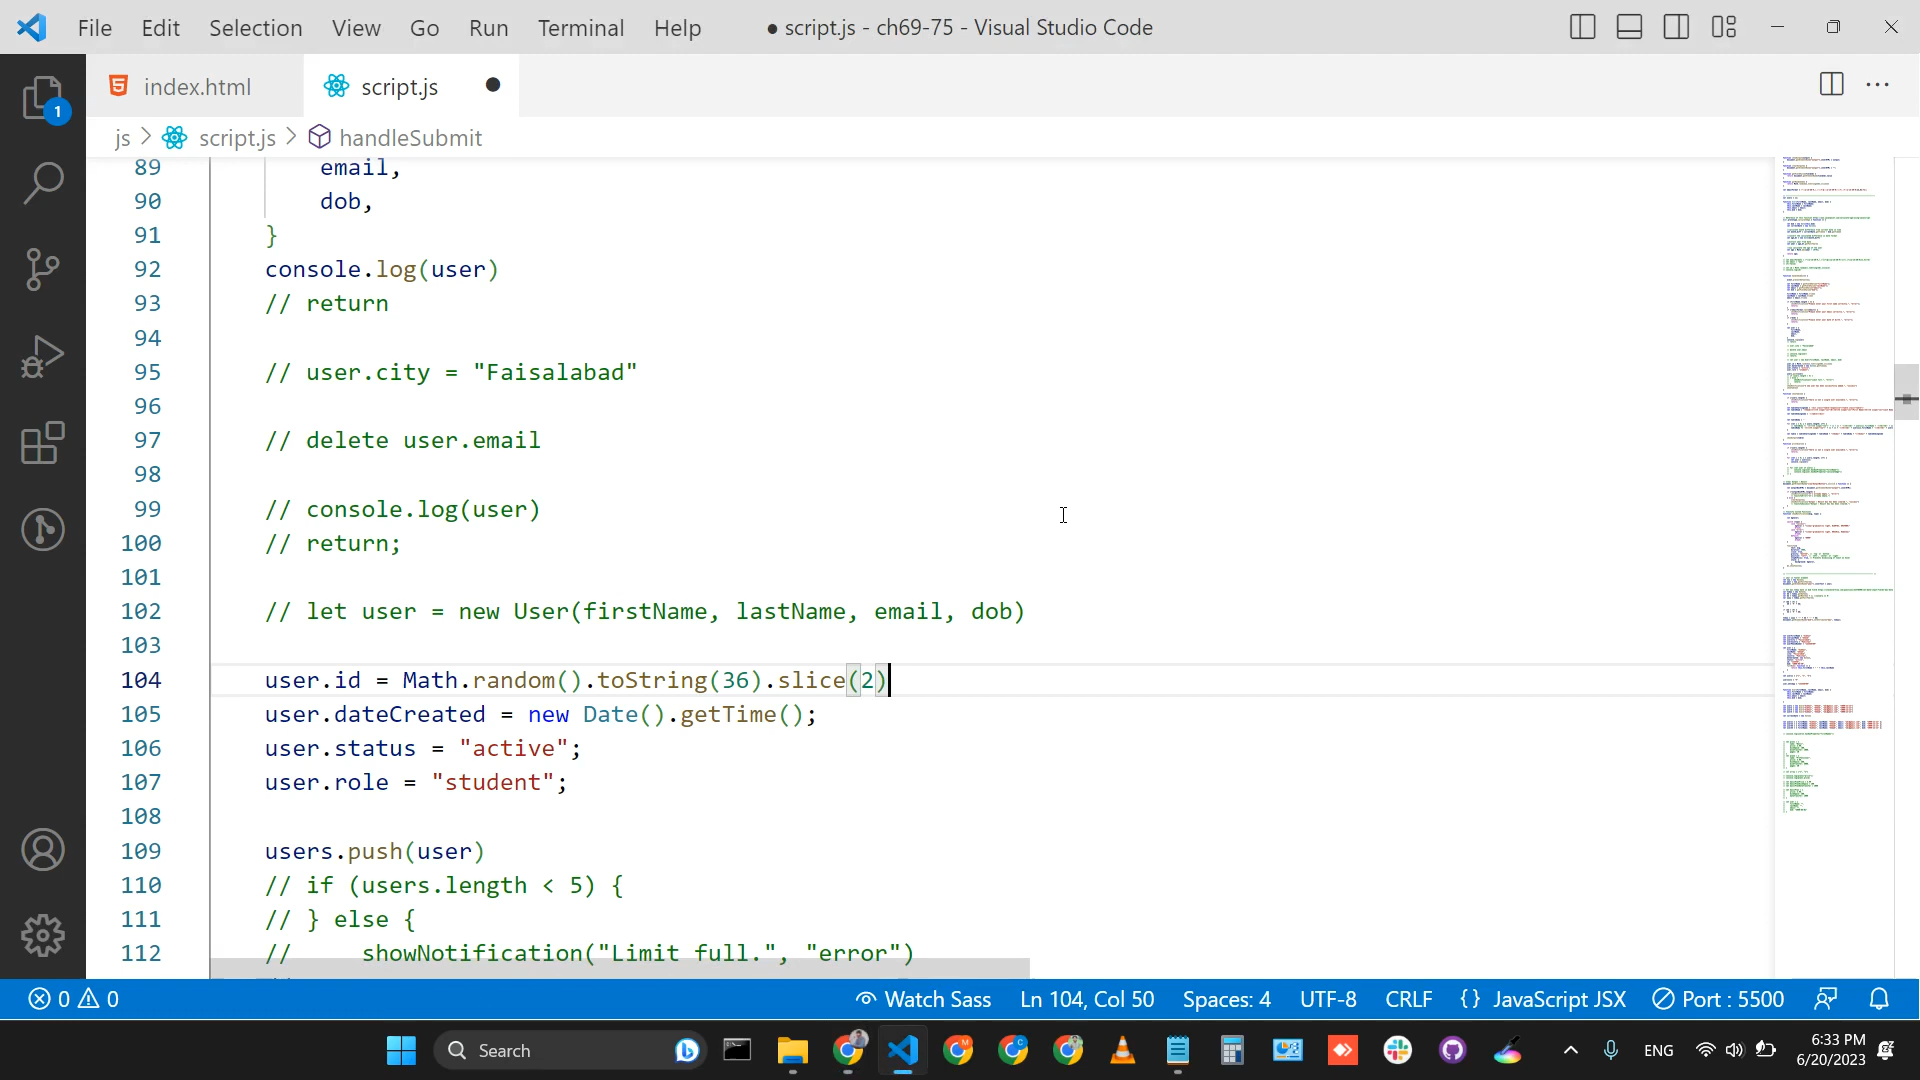 File Edit Selection View Go Run Terminal Help ● script.js - ch69-75 - Visual Studio Code
index.html script.js
js > script.js > handleSubmit
1
89 email,
90 dob,
91 }
92 console.log(user)
93 // return
94
95 // user.city = "Faisalabad"
96
97 // delete user.email
98
99 // console.log(user)
100 // return;
101
102 // let user = new User(firstName, lastName, email, dob)
103
104 user.id = Math.random().toString(36).slice(2)
105 user.dateCreated = new Date().getTime();
106 user.status = "active";
107 user.role = "student";
108
109 users.push(user)
110 // if (users.length < 5) {
111 // } else {
112 // showNotification("Limit full.", "error")
0 0 Watch Sass Ln 104, Col 50 Spaces: 4 UTF-8 CRLF {} JavaScript JSX Port : 5500
Search ENG 6:33 PM
6/20/2023